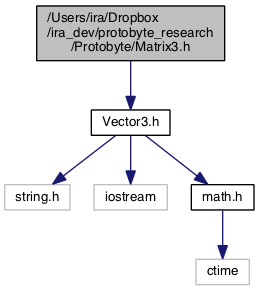 /Users/ira/Dropbox
/ira_dev/protobyte_research
/Protobyte/Matrix3.h
Vector3.h
string.h
iostream
math.h
ctime